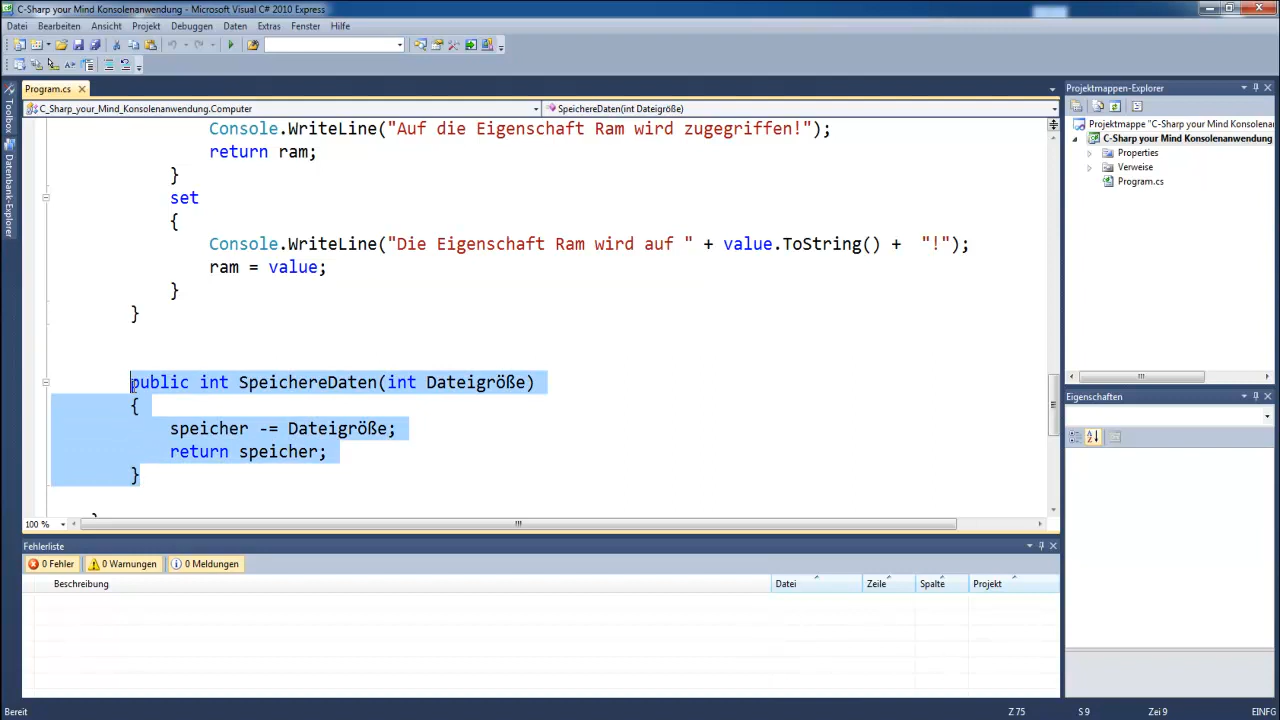 C-Sharp your Mind Konsolenanwendung - Microsoft Visual C# 2010 Express
Datei Bearbeiten Ansicht Projekt Debuggen Daten Extras Fenster Hilfe
Toolbox
Datenbank-Explorer
Program.cs
C_Sharp_your_Mind_Konsolenanwendung.Computer
SpeichereDaten(int Dateigröße)
Console.WriteLine("Auf die Eigenschaft Ram wird zugegriffen!");
return ram;
}
set
{
Console.WriteLine("Die Eigenschaft Ram wird auf " + value.ToString() + "!");
ram = value;
}
}
public int SpeichereDaten(int Dateigröße)
{
speicher -= Dateigröße;
return speicher;
}
100 %
Projektmappen-Explorer
Projektmappe "C-Sharp your Mind Konsolenan
C-Sharp your Mind Konsolenanwendung
Properties
Verweise
Program.cs
Eigenschaften
Fehlerliste
0 Fehler 0 Warnungen 0 Meldungen
Beschreibung Datei Zeile Spalte Projekt
Bereit Z 75 S 9 Zei 9 EINFG